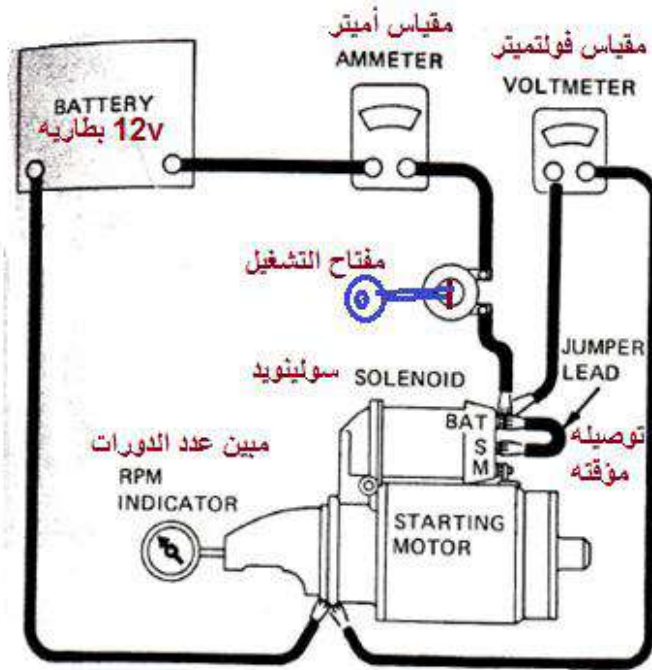 مقياس أميتر
AMMETER
مقياس فولتميتر
VOLTMETER
BATTERY
12v بطاريه
مفتاح التشغيل
سولينويد SOLENOID
JUMPER
LEAD
توصيله
مؤقته
BAT
S
M
مبين عدد الدورات
RPM
INDICATOR
STARTING
MOTOR